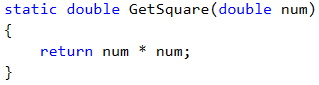 static double GetSquare(double num)
{
    return num * num;
}